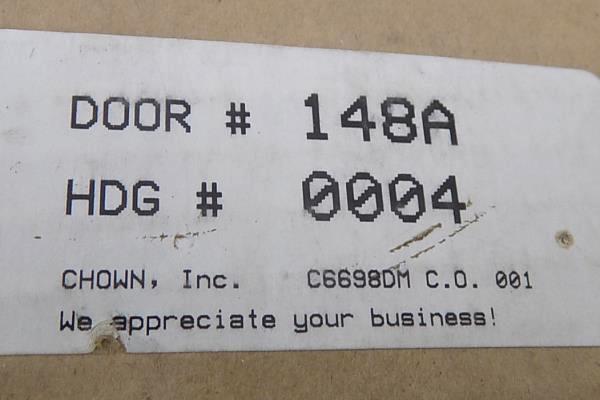 DOOR # 148A
HDG # 0004
CHOWN, Inc. C6698DM C.O. 001
We appreciate your business!